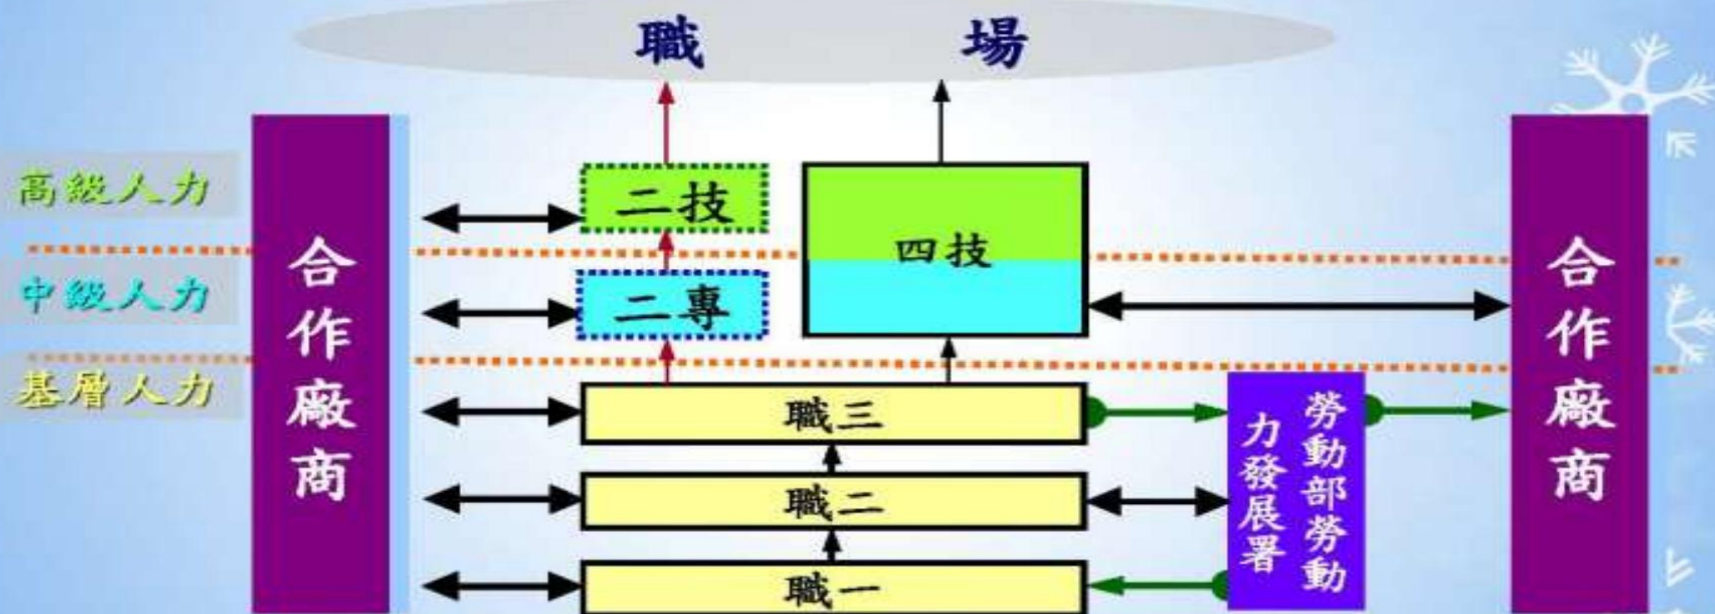 職 場
高級人力
中級人力
基層人力
合作廠商
二技
四技
二專
職三
職二
職一
勞動部勞動
力發展署
合作廠商